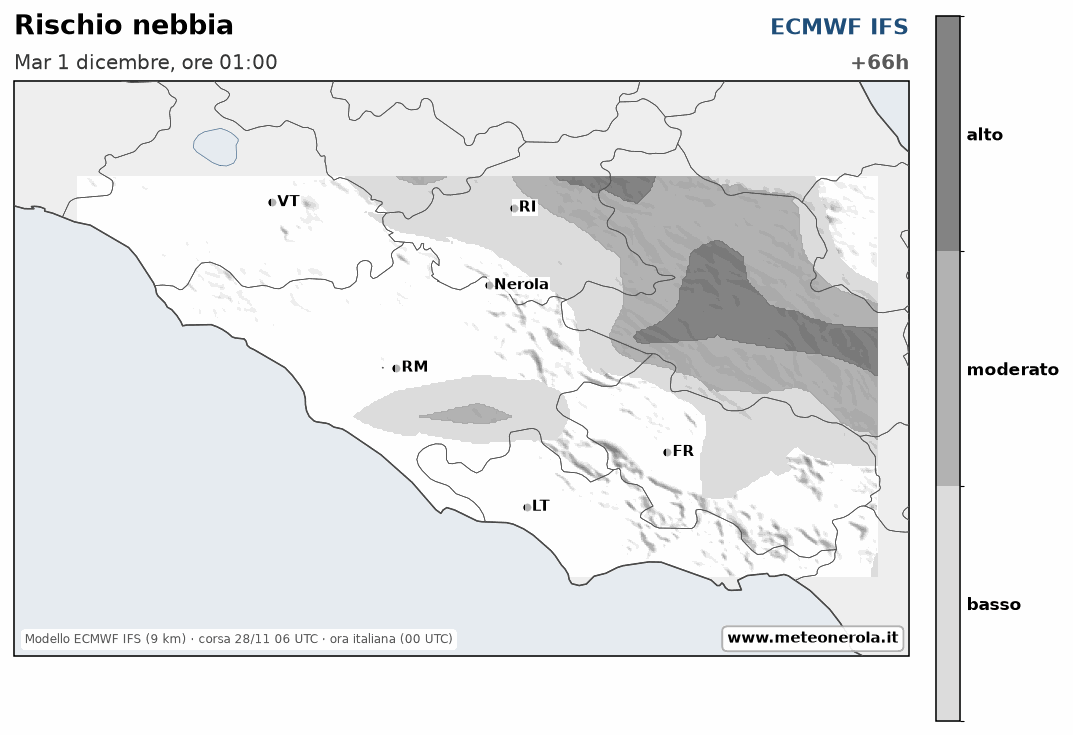 Rischio nebbia
ECMWF IFS
Mar 1 dicembre, ore 01:00
+66h
alto
VT
RI
Nerola
RM
moderato
FR
LT
basso
Modello ECMWF IFS (9 km) · corsa 28/11 06 UTC · ora italiana (00 UTC)
www.meteonerola.it